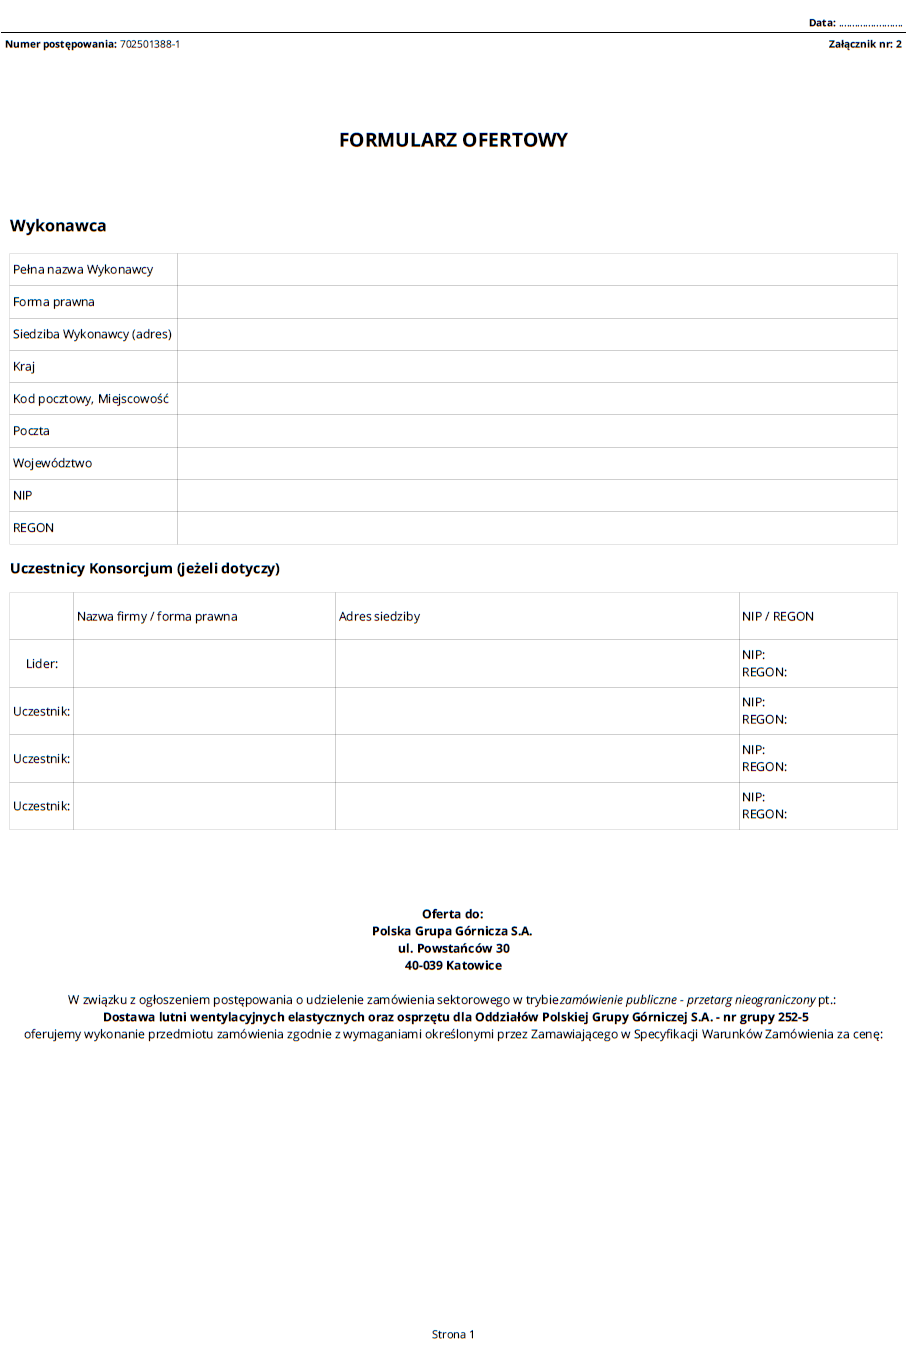 Data: ........................
Numer postępowania: 702501388-1 Załącznik nr: 2
FORMULARZ OFERTOWY
Wykonawca
Pełna nazwa Wykonawcy
Forma prawna
Siedziba Wykonawcy (adres)
Kraj
Kod pocztowy, Miejscowość
Poczta
Województwo
NIP
REGON
Uczestnicy Konsorcjum (jeżeli dotyczy)
Nazwa firmy / forma prawna Adres siedziby NIP / REGON
Lider: NIP:
REGON:
Uczestnik: NIP:
REGON:
Uczestnik: NIP:
REGON:
Uczestnik: NIP:
REGON:
Oferta do:
Polska Grupa Górnicza S.A.
ul. Powstańców 30
40-039 Katowice
W związku z ogłoszeniem postępowania o udzielenie zamówienia sektorowego w trybie zamówienie publiczne - przetarg nieograniczony pt.:
Dostawa lutni wentylacyjnych elastycznych oraz osprzętu dla Oddziałów Polskiej Grupy Górniczej S.A. - nr grupy 252-5
oferujemy wykonanie przedmiotu zamówienia zgodnie z wymaganiami określonymi przez Zamawiającego w Specyfikacji Warunków Zamówienia za cenę:
Strona 1